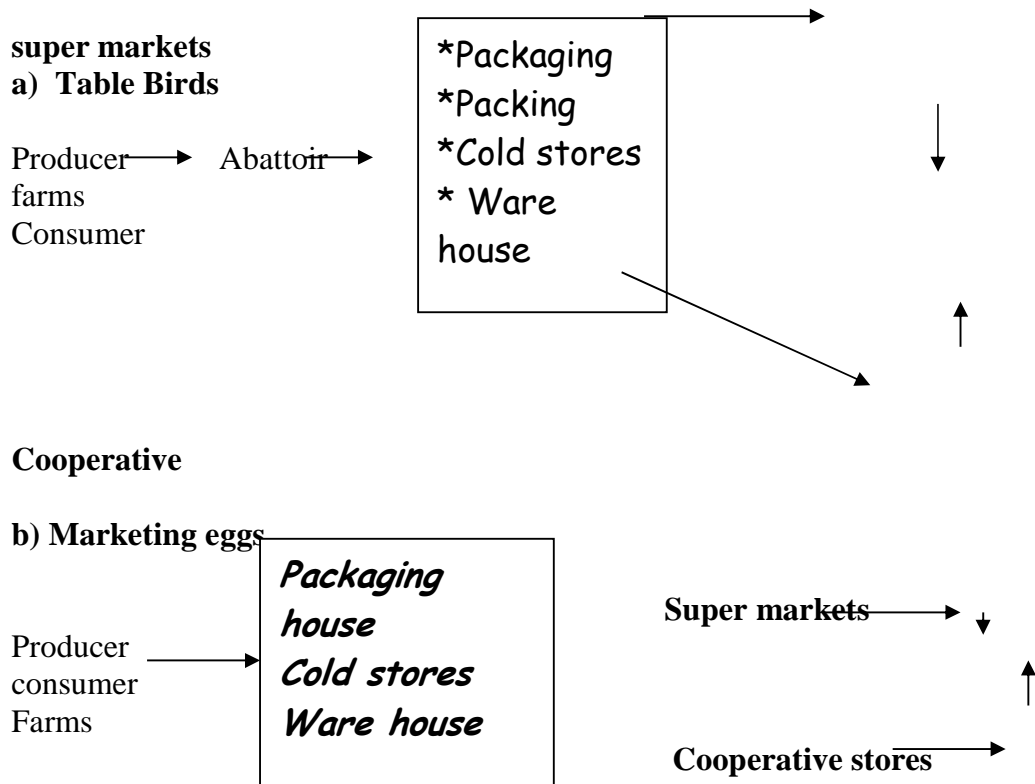 super markets
a) Table Birds
Producer
farms
Consumer
Abattoir
*Packaging
*Packing
*Cold stores
* Ware
house
Cooperative
b) Marketing eggs
Producer
consumer
Farms
Packaging
house
Cold stores
Ware house
Super markets
Cooperative stores